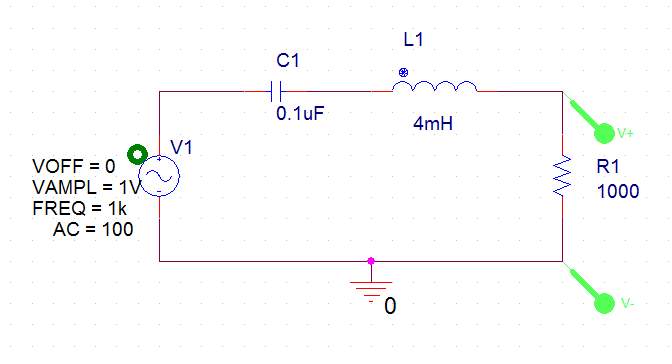 L1
C1
0.1uF
4mH
V+
V1
VOFF = 0
VAMPL = 1V
FREQ = 1k
AC = 100
R1
1000
0
V-